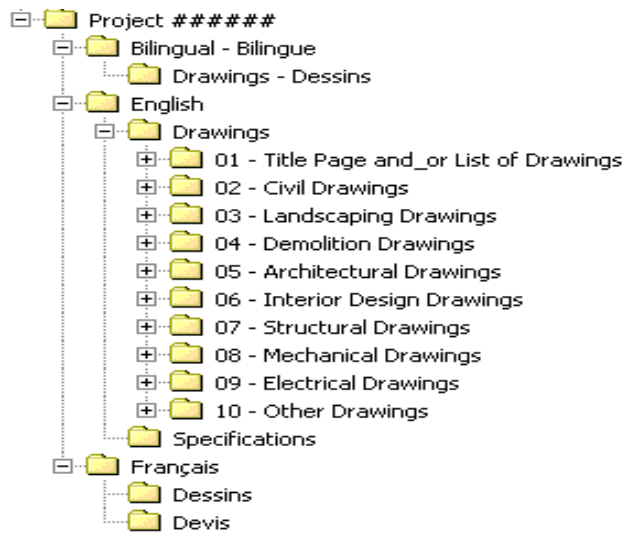 Project ######
Bilingual - Bilingue
Drawings - Dessins
English
Drawings
01 - Title Page and_or List of Drawings
02 - Civil Drawings
03 - Landscaping Drawings
04 - Demolition Drawings
05 - Architectural Drawings
06 - Interior Design Drawings
07 - Structural Drawings
08 - Mechanical Drawings
09 - Electrical Drawings
10 - Other Drawings
Specifications
Français
Dessins
Devis